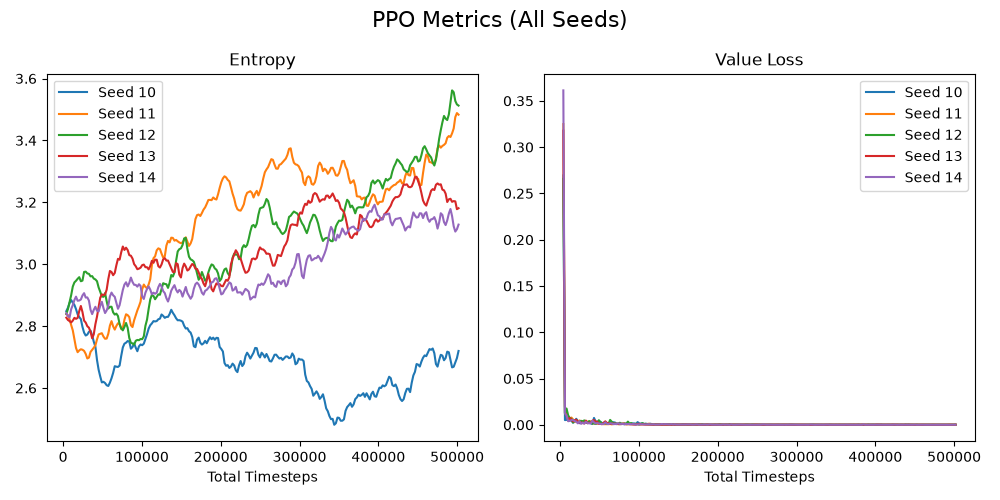 PPO Metrics (All Seeds)
Entropy
3.6
3.4
3.2
3.0
2.8
2.6
Seed 10
Seed 11
Seed 12
Seed 13
Seed 14
0 100000 200000 300000 400000 500000
Total Timesteps
Value Loss
0.35
0.30
0.25
0.20
0.15
0.10
0.05
0.00
Seed 10
Seed 11
Seed 12
Seed 13
Seed 14
0 100000 200000 300000 400000 500000
Total Timesteps